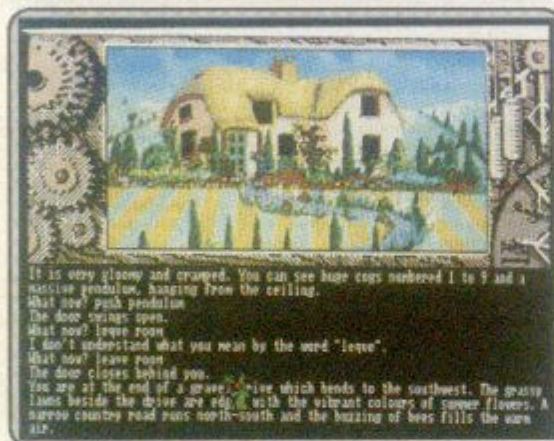 It is very gloomy and cramped. You can see huge cogs numbered 1 to 9 and a
massive pendulum, hanging from the ceiling.
What now? push pendulum
The door swings open.
What now? leque room
I don't understand what you mean by the word "leque".
What now? leave room
The door closes behind you.
You are at the end of a gravel drive which bends to the southwest. The grassy
lawns beside the drive are edged with the vibrant colours of summer flowers. A
narrow country road runs north-south and the buzzing of bees fills the warm
air.